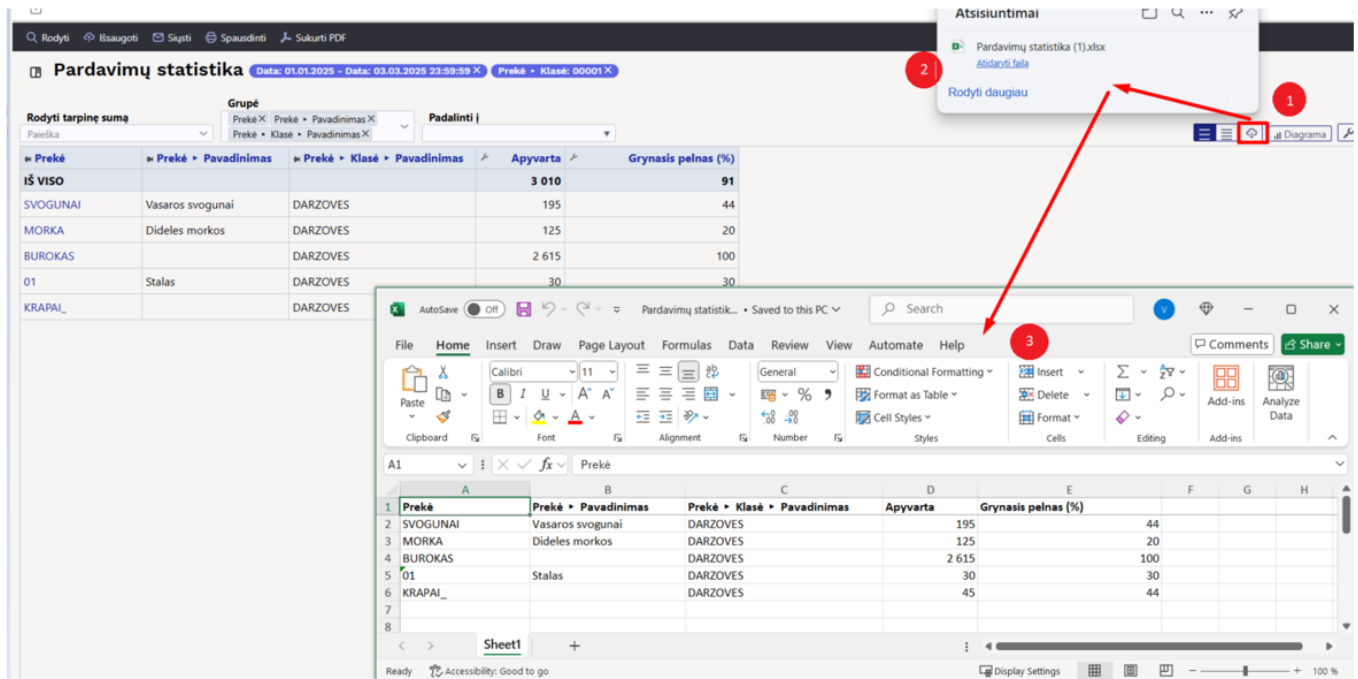 Atsisiuntimai
Pardavimų statistika (1).xlsx
Atidaryti failą
Rodyti daugiau
1
2
Rodyti Išsaugoti Siųsti Spausdinti Sukurti PDF
Pardavimų statistika Data: 01.01.2025 - Data: 03.03.2025 23:59:59 X Prekė ▸ Klasė: 00001 X
Rodyti tarpinę sumą Grupė Padalinti į
Paieška Prekė X Prekė ▸ Pavadinimas X
Prekė ▸ Klasė ▸ Pavadinimas X
Diagrama
Prekė Prekė ▸ Pavadinimas Prekė ▸ Klasė ▸ Pavadinimas Apyvarta Grynasis pelnas (%)
IŠ VISO 3 010 91
SVOGUNAI Vasaros svogunai DARZOVES 195 44
MORKA Dideles morkos DARZOVES 125 20
BUROKAS DARZOVES 2 615 100
01 Stalas DARZOVES 30 30
KRAPAI_ DARZOVES
AutoSave Off Pardavimų statistik... • Saved to this PC Search V
3
File Home Insert Draw Page Layout Formulas Data Review View Automate Help Comments Share
Paste Calibri 11 General Conditional Formatting Insert
B I U A A Format as Table Delete Add-ins Analyze Data
A % Cell Styles Format
Clipboard Font Alignment Number Styles Cells Editing Add-ins
A1 fx Prekė
A B C D E F G H
1 Prekė Prekė ▸ Pavadinimas Prekė ▸ Klasė ▸ Pavadinimas Apyvarta Grynasis pelnas (%)
2 SVOGUNAI Vasaros svogunai DARZOVES 195 44
3 MORKA Dideles morkos DARZOVES 125 20
4 BUROKAS DARZOVES 2 615 100
5 01 Stalas DARZOVES 30 30
6 KRAPAI_ DARZOVES 45 44
7
8
Sheet1
Ready Accessibility: Good to go Display Settings 100 %